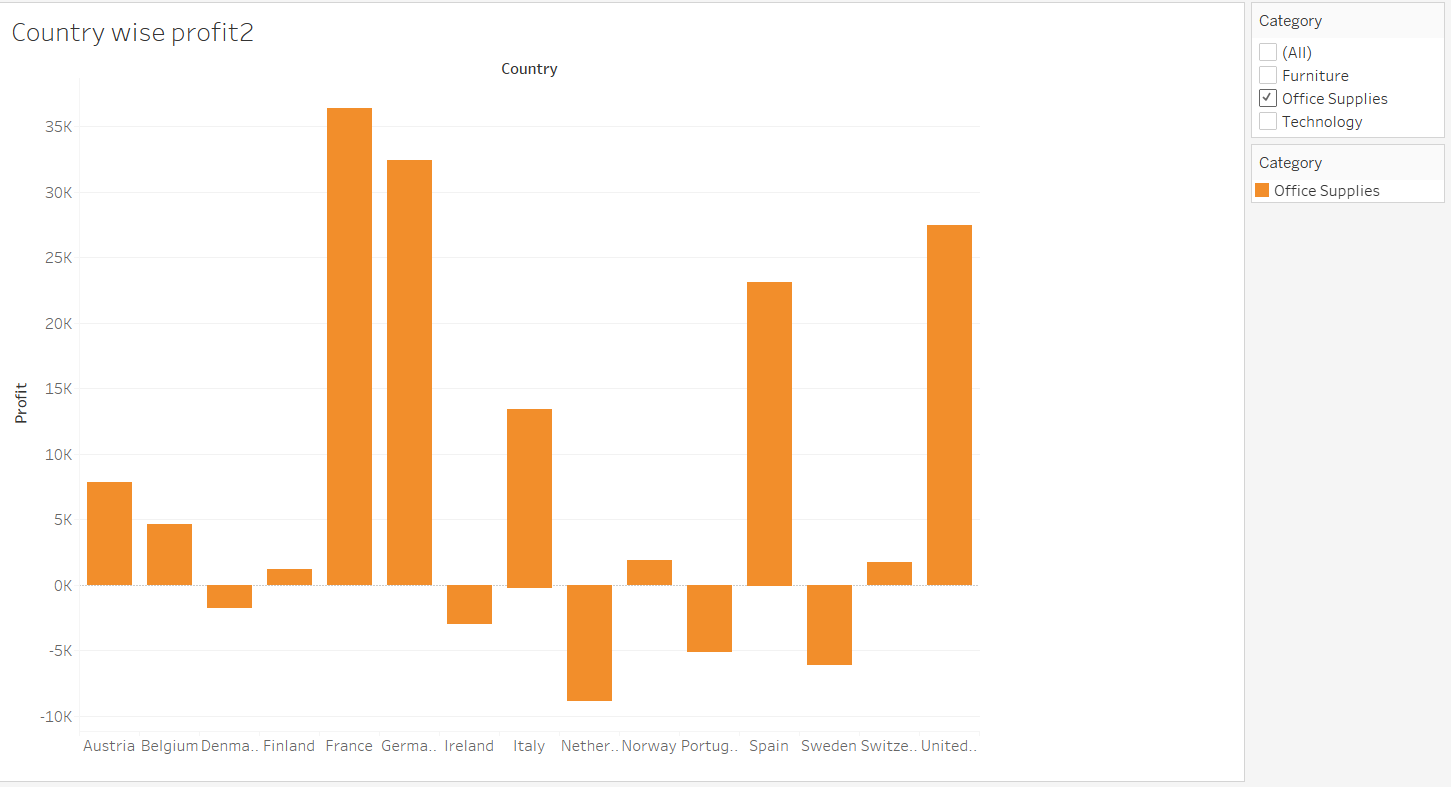 Country wise profit2
Country
Profit
35K
30K
25K
20K
15K
10K
5K
0K
-5K
-10K
Austria Belgium Denma.. Finland France Germa.. Ireland Italy Nether.. Norway Portug.. Spain Sweden Switze.. United..
Category
(All)
Furniture
Office Supplies
Technology
Category
Office Supplies